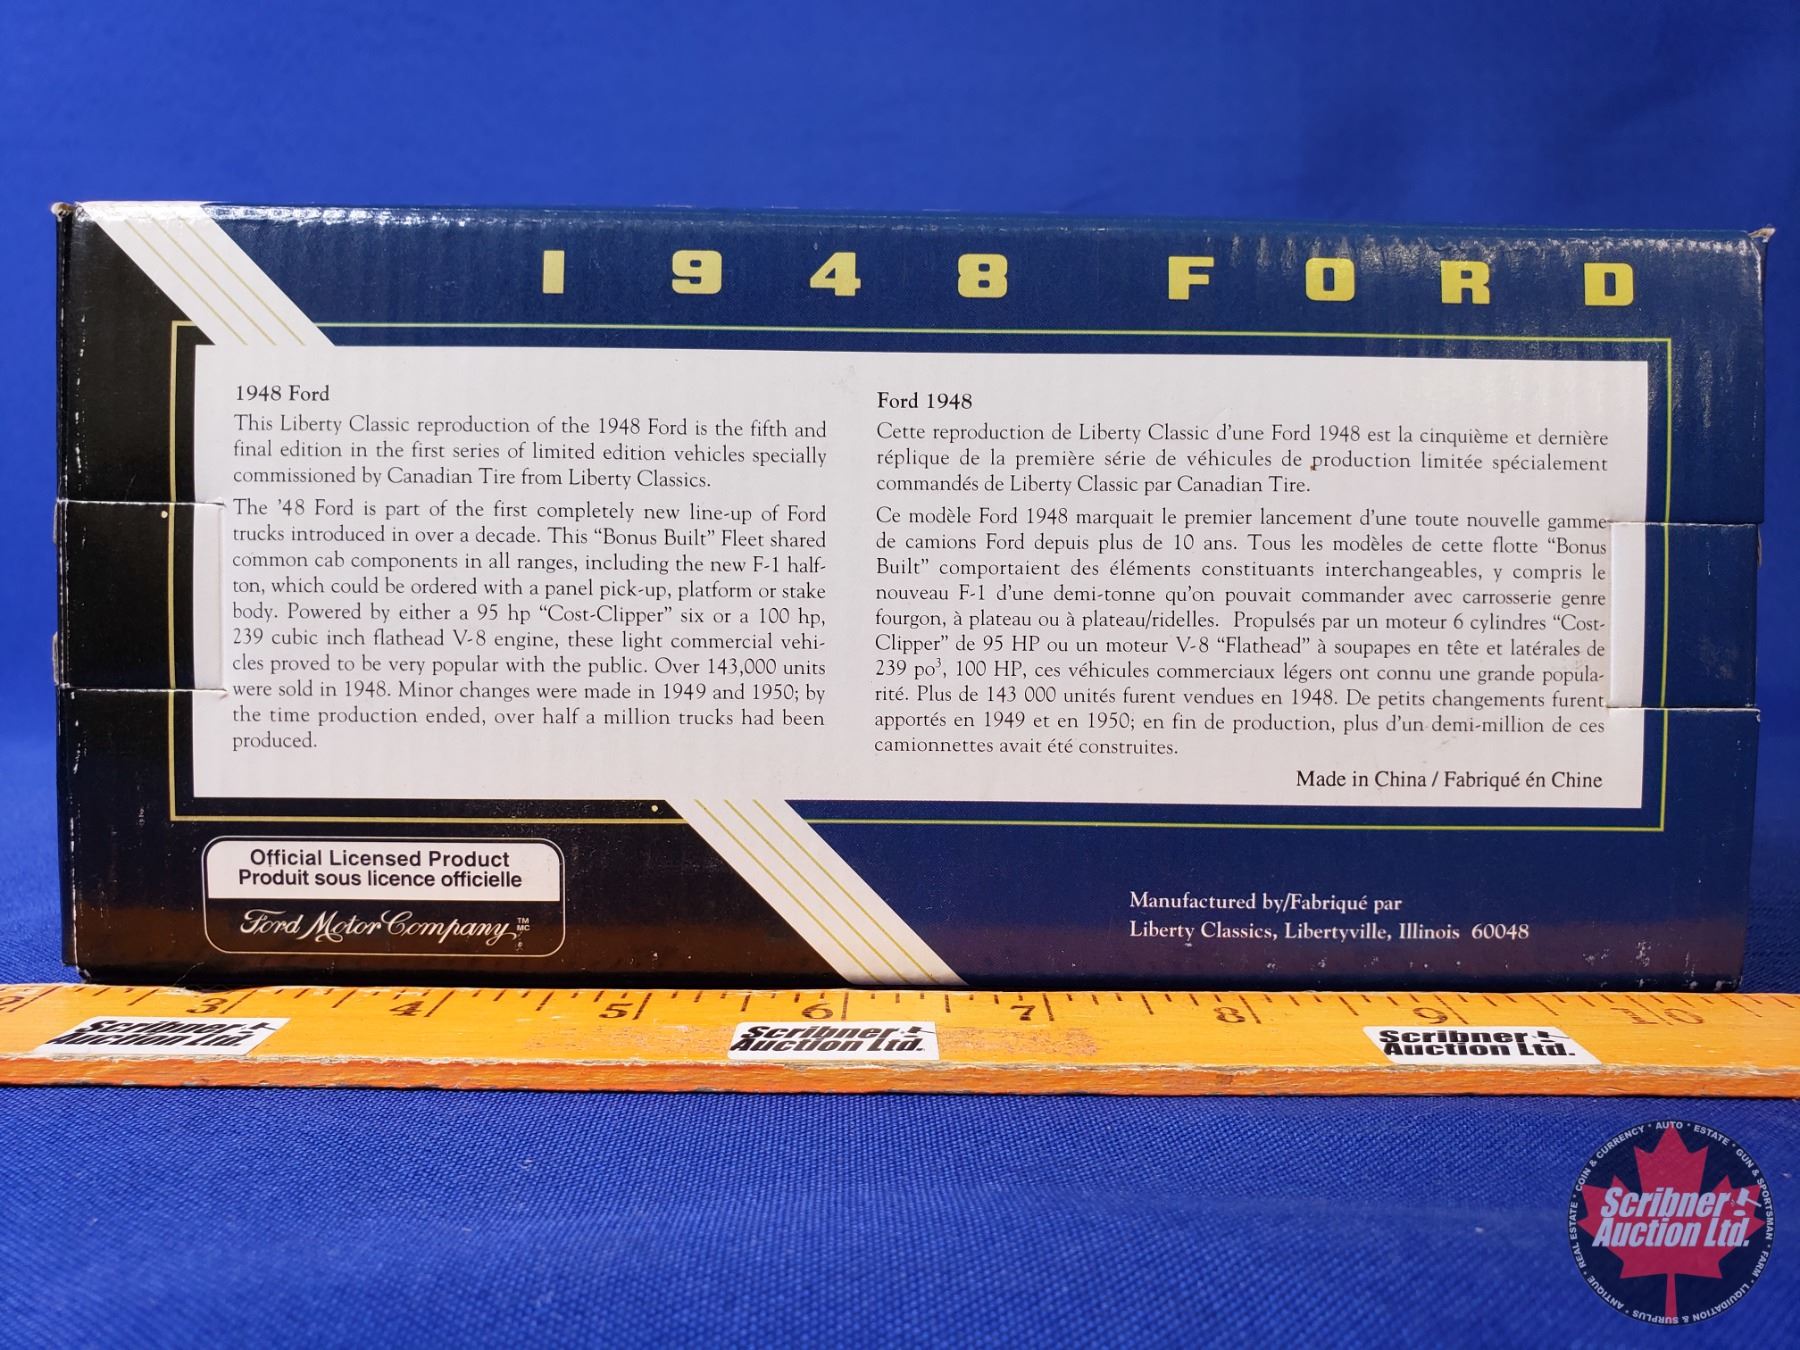 1948 FORD
1948 Ford
This Liberty Classic reproduction of the 1948 Ford is the fifth and
final edition in the first series of limited edition vehicles specially
commissioned by Canadian Tire from Liberty Classics.
The '48 Ford is part of the first completely new line-up of Ford
trucks introduced in over a decade. This “Bonus Built” Fleet shared
common cab components in all ranges, including the new F-1 half-
ton, which could be ordered with a panel pick-up, platform or stake
body. Powered by either a 95 hp “Cost-Clipper” six or a 100 hp,
239 cubic inch flathead V-8 engine, these light commercial vehi-
cles proved to be very popular with the public. Over 143,000 units
were sold in 1948. Minor changes were made in 1949 and 1950; by
the time production ended, over half a million trucks had been
produced.
Ford 1948
Cette reproduction de Liberty Classic d'une Ford 1948 est la cinquième et dernière
réplique de la première série de véhicules de production limitée spécialement
commandés de Liberty Classic par Canadian Tire.
Ce modèle Ford 1948 marquait le premier lancement d'une toute nouvelle gamme
de camions Ford depuis plus de 10 ans. Tous les modèles de cette flotte “Bonus
Built” comportaient des éléments constituants interchangeables, y compris le
nouveau F-1 d'une demi-tonne qu'on pouvait commander avec carrosserie genre
fourgon, à plateau ou à plateau/ridelles. Propulsés par un moteur 6 cylindres “Cost-
Clipper” de 95 HP ou un moteur V-8 “Flathead” à soupapes en tête et latérales de
239 po³, 100 HP, ces véhicules commerciaux légers ont connu une grande popula-
rité. Plus de 143 000 unités furent vendues en 1948. De petits changements furent
apportés en 1949 et en 1950; en fin de production, plus d'un demi-million de ces
camionnettes avait été construites.
Made in China / Fabriqué én Chine
Official Licensed Product
Produit sous licence officielle
Ford Motor Company
TM
MC
Manufactured by/Fabriqué par
Liberty Classics, Libertyville, Illinois 60048
2 3 4 5 6 7 8 9 10
Scribner
Auction Ltd.
Scribner
Auction Ltd.
Scribner
Auction Ltd.
ANTIQUE * REAL ESTATE * COIN & CURRENCY * AUTO * ESTATE * GUN & SPORTSMAN * FARM * LIQUIDATION & SURPLUS
Scribner
Auction Ltd.